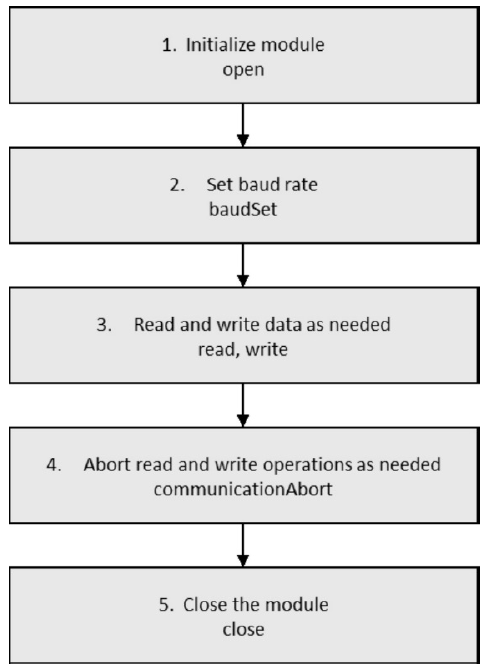 1. Initialize module
open
2. Set baud rate
baudSet
3. Read and write data as needed
read, write
4. Abort read and write operations as needed
communicationAbort
5. Close the module
close